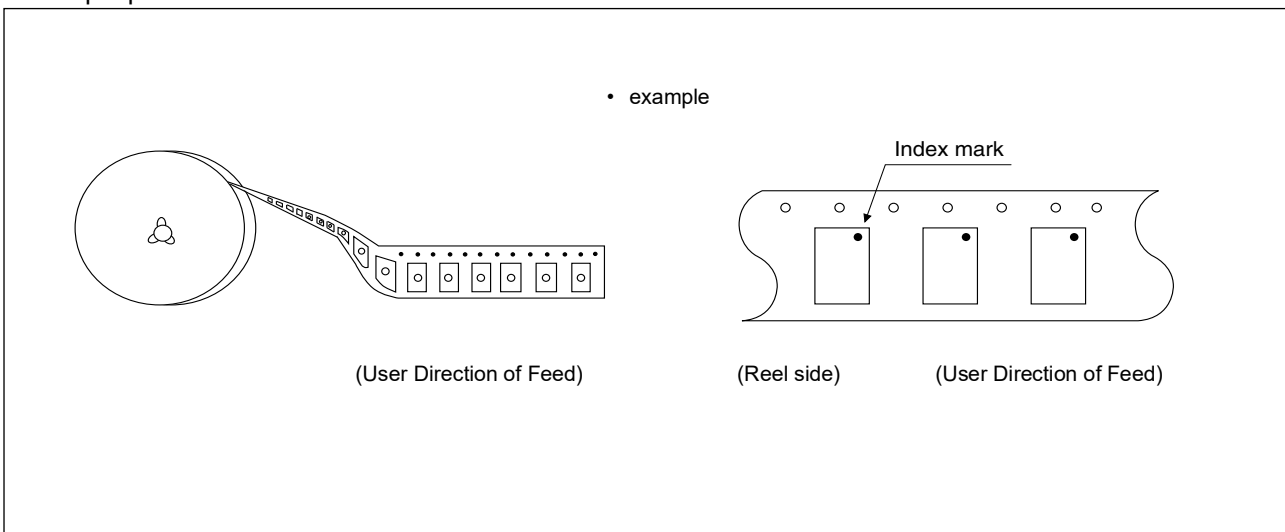 • example
Index mark
(User Direction of Feed)
(Reel side)
(User Direction of Feed)